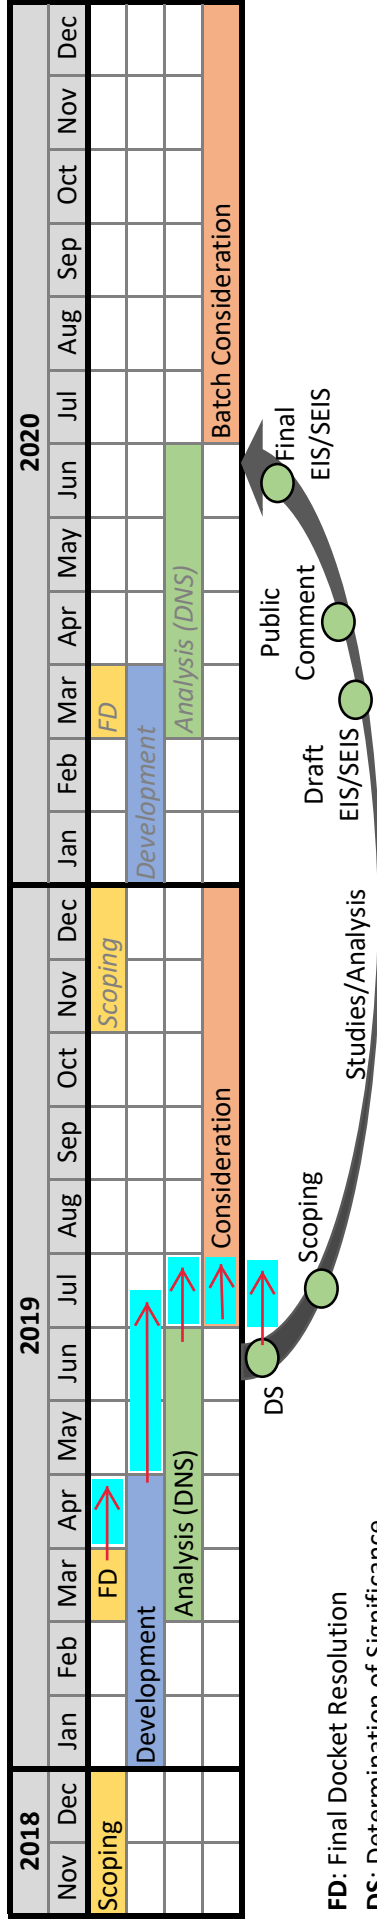 2018 2019 2020
Nov Dec Jan Feb Mar Apr May Jun Jul Aug Sep Oct Nov Dec Jan Feb Mar Apr May Jun Jul Aug Sep Oct Nov Dec
Scoping FD Scoping FD
Development Development
Analysis (DNS) Analysis (DNS)
Consideration Batch Consideration
DS
Scoping
Studies/Analysis
Draft
EIS/SEIS
Public
Comment
Final
EIS/SEIS
FD: Final Docket Resolution
DS: Determination of Significance